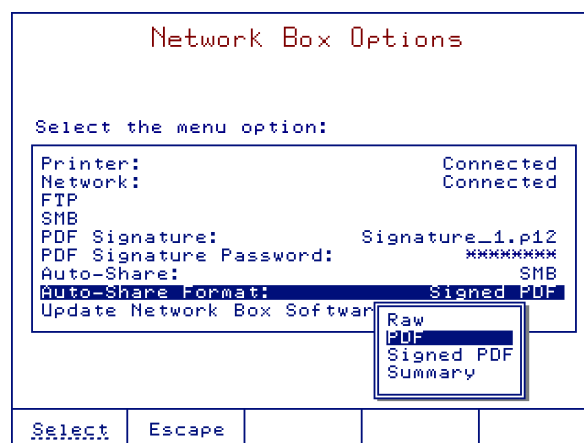 Network Box Options
Select the menu option:
Printer: Connected
Network: Connected
FTP
SMB
PDF Signature: Signature_1.p12
PDF Signature Password: ********
Auto-Share: SMB
Auto-Share Format: Signed PDF
Update Network Box Softwar
Raw
PDF
Signed PDF
Summary
Select Escape